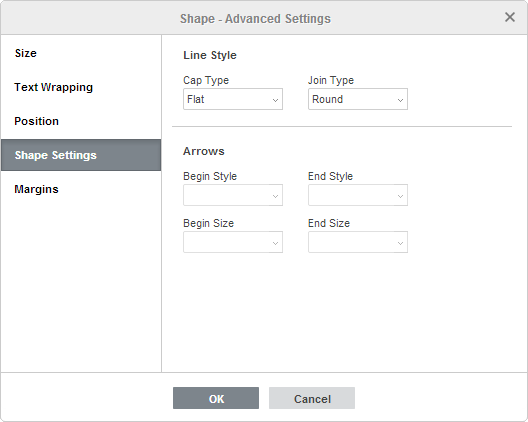 Shape - Advanced Settings
Size
Text Wrapping
Position
Shape Settings
Margins
Line Style
Cap Type Join Type
Flat Round
Arrows
Begin Style End Style
Begin Size End Size
OK Cancel